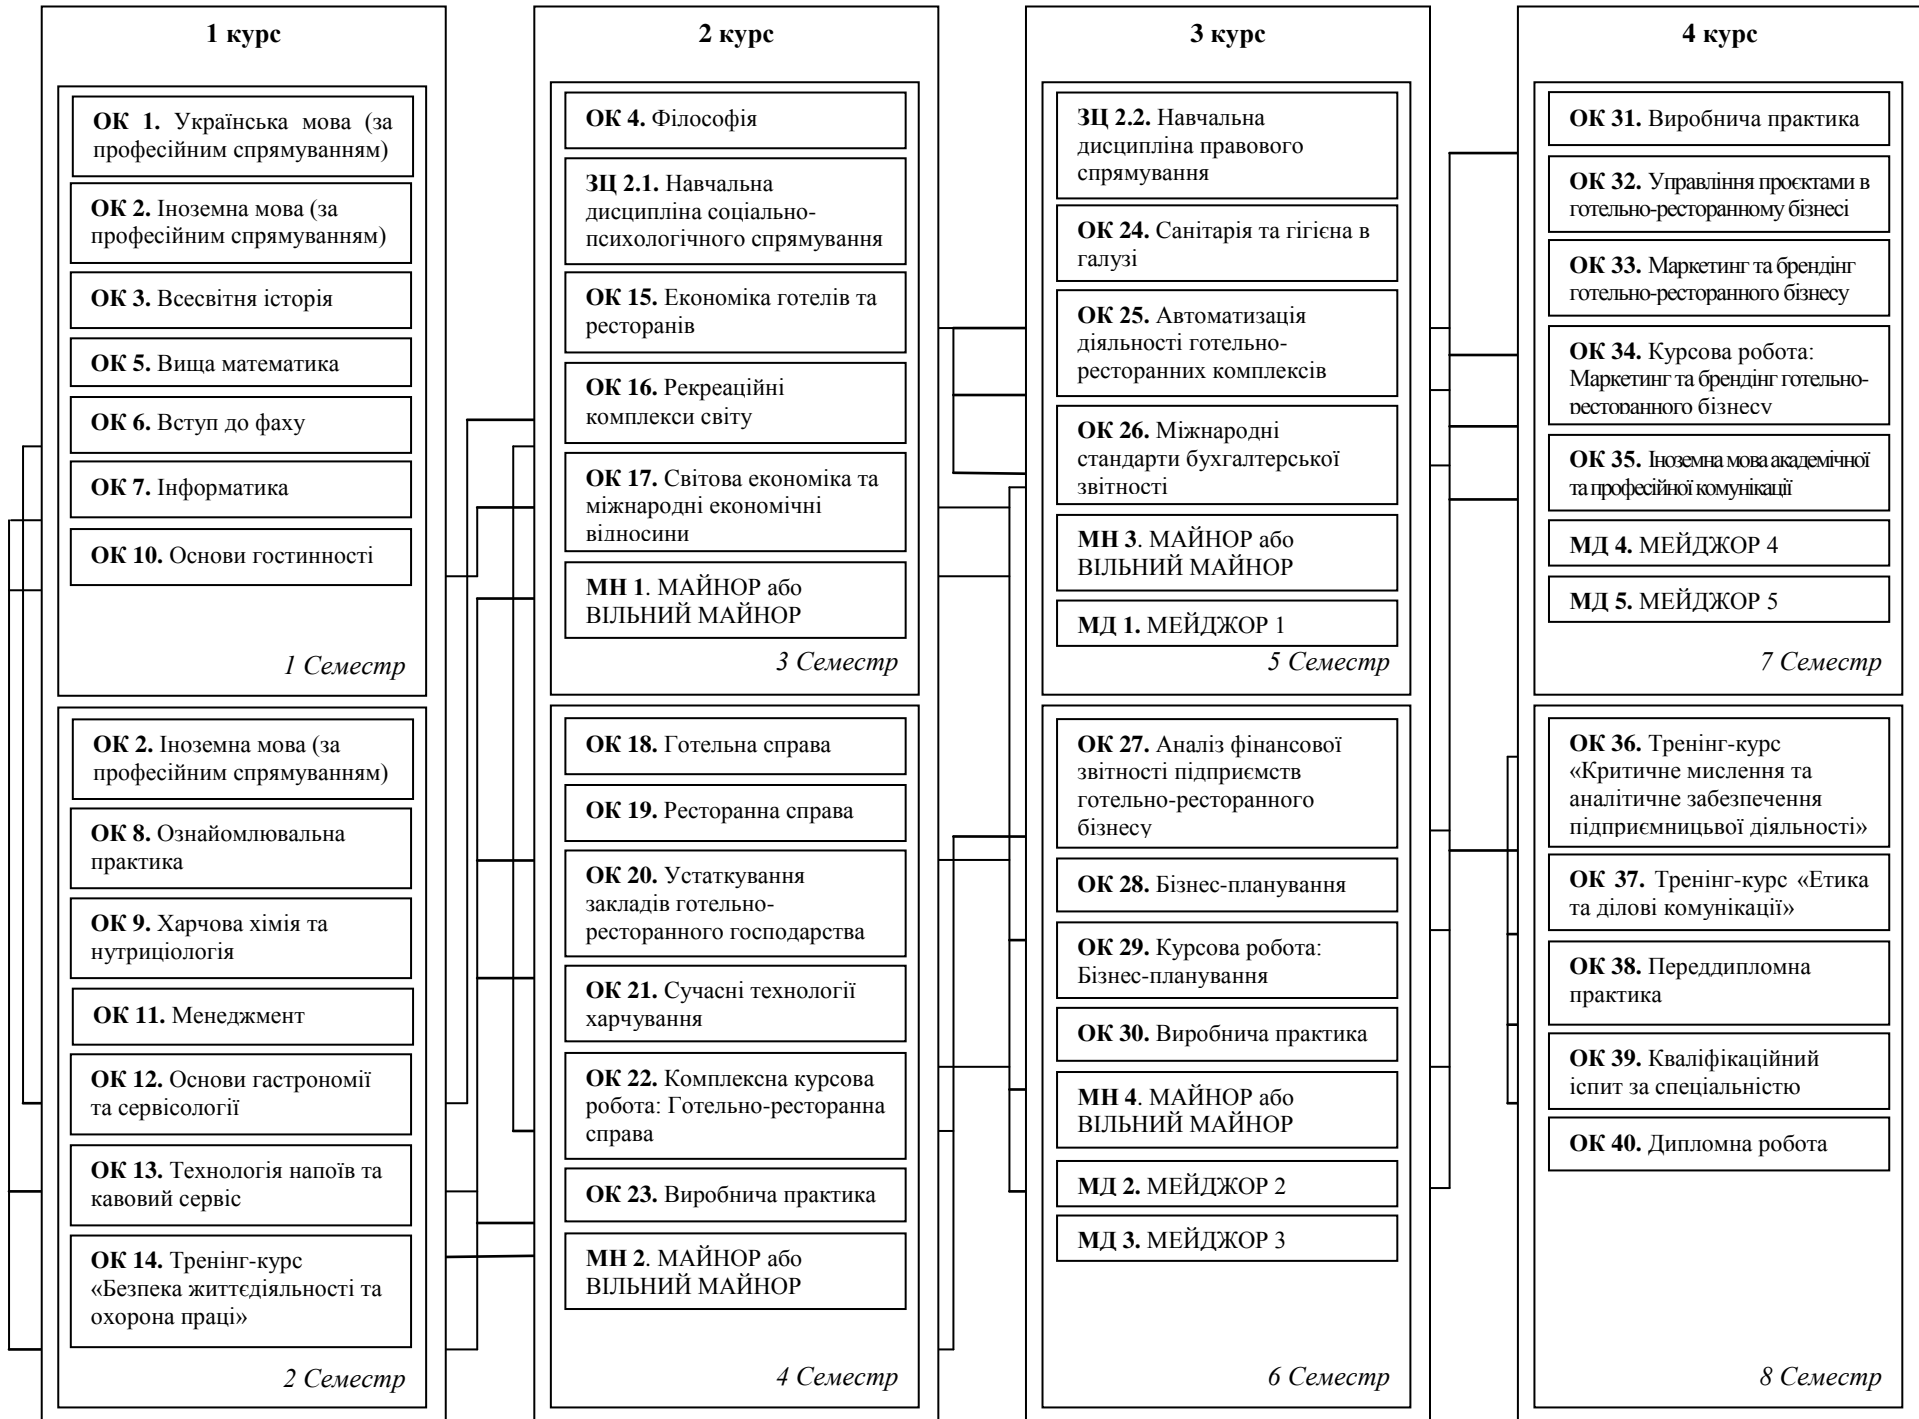 1 курс
ОК 1. Українська мова (за
професійним спрямуванням)
ОК 2. Іноземна мова (за
професійним спрямуванням)
ОК 3. Всесвітня історія
ОК 5. Вища математика
ОК 6. Вступ до фаху
ОК 7. Інформатика
ОК 10. Основи гостинності
1 Семестр
ОК 2. Іноземна мова (за
професійним спрямуванням)
ОК 8. Ознайомлювальна
практика
ОК 9. Харчова хімія та
нутриціологія
ОК 11. Менеджмент
ОК 12. Основи гастрономії
та сервісології
ОК 13. Технологія напоїв та
кавовий сервіс
ОК 14. Тренінг-курс
«Безпека життєдіяльності та
охорона праці»
2 Семестр
2 курс
ОК 4. Філософія
ЗЦ 2.1. Навчальна
дисципліна соціально-
психологічного спрямування
ОК 15. Економіка готелів та
ресторанів
ОК 16. Рекреаційні
комплекси світу
ОК 17. Світова економіка та
міжнародні економічні
відносини
МН 1. МАЙНОР або
ВІЛЬНИЙ МАЙНОР
3 Семестр
ОК 18. Готельна справа
ОК 19. Ресторанна справа
ОК 20. Устаткування
закладів готельно-
ресторанного господарства
ОК 21. Сучасні технології
харчування
ОК 22. Комплексна курсова
робота: Готельно-ресторанна
справа
ОК 23. Виробнича практика
МН 2. МАЙНОР або
ВІЛЬНИЙ МАЙНОР
4 Семестр
3 курс
ЗЦ 2.2. Навчальна
дисципліна правового
спрямування
ОК 24. Санітарія та гігієна в
галузі
ОК 25. Автоматизація
діяльності готельно-
ресторанних комплексів
ОК 26. Міжнародні
стандарти бухгалтерської
звітності
МН 3. МАЙНОР або
ВІЛЬНИЙ МАЙНОР
МД 1. МЕЙДЖОР 1
5 Семестр
ОК 27. Аналіз фінансової
звітності підприємств
готельно-ресторанного
бізнесу
ОК 28. Бізнес-планування
ОК 29. Курсова робота:
Бізнес-планування
ОК 30. Виробнича практика
МН 4. МАЙНОР або
ВІЛЬНИЙ МАЙНОР
МД 2. МЕЙДЖОР 2
МД 3. МЕЙДЖОР 3
6 Семестр
4 курс
ОК 31. Виробнича практика
ОК 32. Управління проєктами в
готельно-ресторанному бізнесі
ОК 33. Маркетинг та брендінг
готельно-ресторанного бізнесу
ОК 34. Курсова робота:
Маркетинг та брендінг готельно-
ресторанного бізнесу
ОК 35. Іноземна мова академічної
та професійної комунікації
МД 4. МЕЙДЖОР 4
МД 5. МЕЙДЖОР 5
7 Семестр
ОК 36. Тренінг-курс
«Критичне мислення та
аналітичне забезпечення
підприємницьвої діяльності»
ОК 37. Тренінг-курс «Етика
та ділові комунікації»
ОК 38. Переддипломна
практика
ОК 39. Кваліфікаційний
іспит за спеціальністю
ОК 40. Дипломна робота
8 Семестр